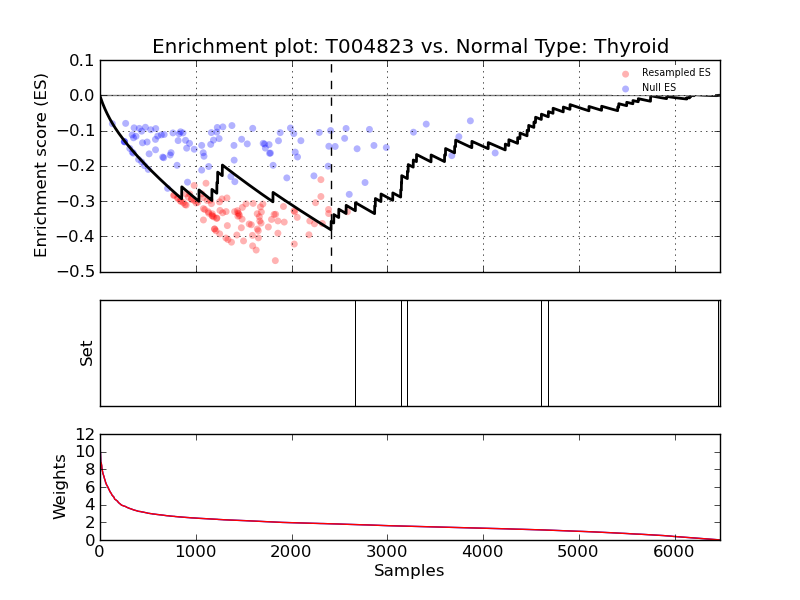 Enrichment plot: T004823 vs. Normal Type: Thyroid
Enrichment score (ES)
0.1
0.0
−0.1
−0.2
−0.3
−0.4
−0.5
Resampled ES
Null ES
Set
Weights
12
10
8
6
4
2
0
0 1000 2000 3000 4000 5000 6000
Samples